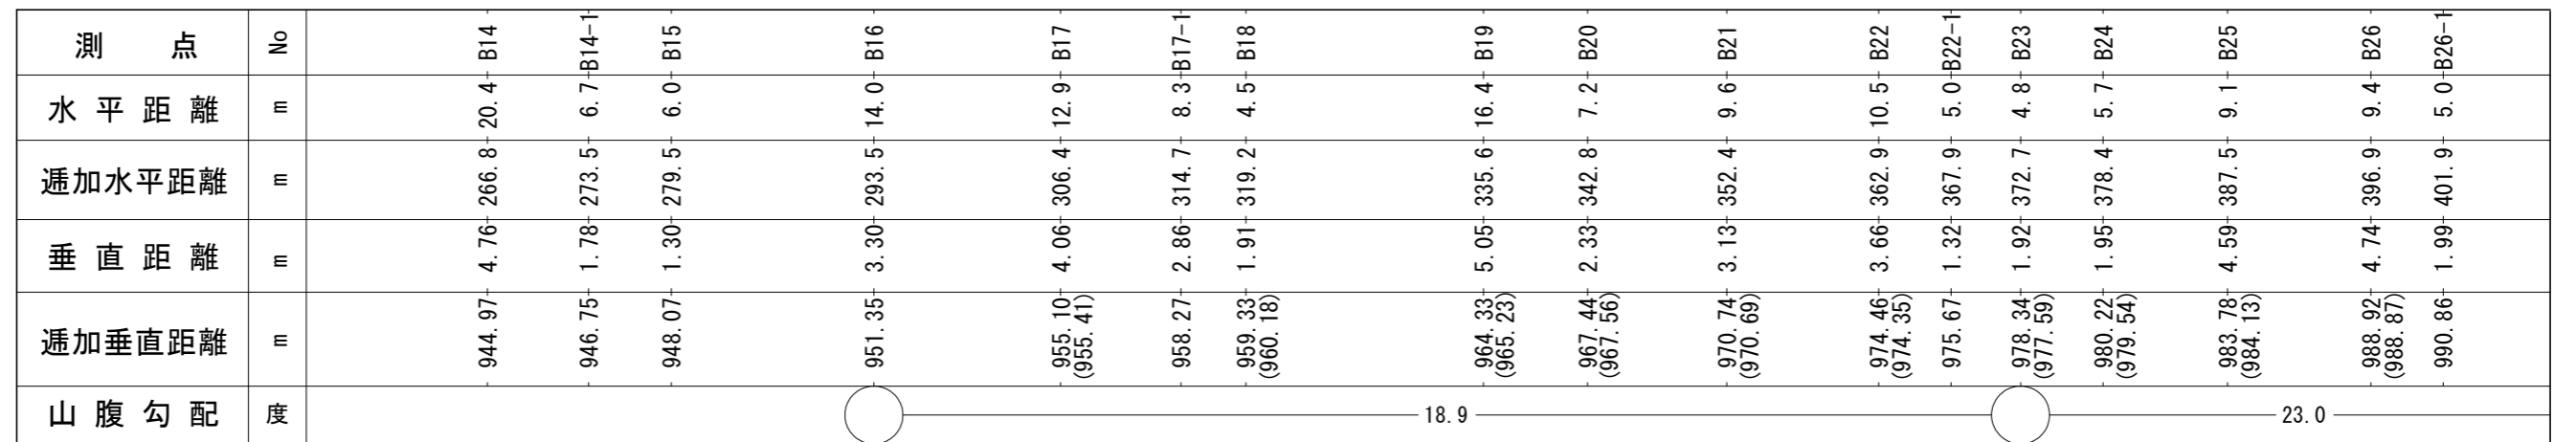 測点 No B14 B14-1 B15 B16 B17 B17-1 B18 B19 B20 B21 B22 B22-1 B23 B24 B25 B26 B26-1
水平距離 m 20.4 6.7 6.0 14.0 12.9 8.3 4.5 16.4 7.2 9.6 10.5 5.0 4.8 5.7 9.1 9.4 5.0
逓加水平距離 m 266.8 273.5 279.5 293.5 306.4 314.7 319.2 335.6 342.8 352.4 362.9 367.9 372.7 378.4 387.5 396.9 401.9
垂直距離 m 4.76 1.78 1.30 3.30 4.06 2.86 1.91 5.05 2.33 3.13 3.66 1.32 1.92 1.95 4.59 4.74 1.99
逓加垂直距離 m 944.97 946.75 948.07 951.35 955.10 (955.41) 958.27 959.33 (960.18) 964.33 (965.23) 967.44 (967.56) 970.74 (970.69) 974.46 (974.35) 975.67 978.34 (977.59) 980.22 (979.54) 983.78 (984.13) 988.92 (988.87) 990.86
山腹勾配 度 18.9 23.0